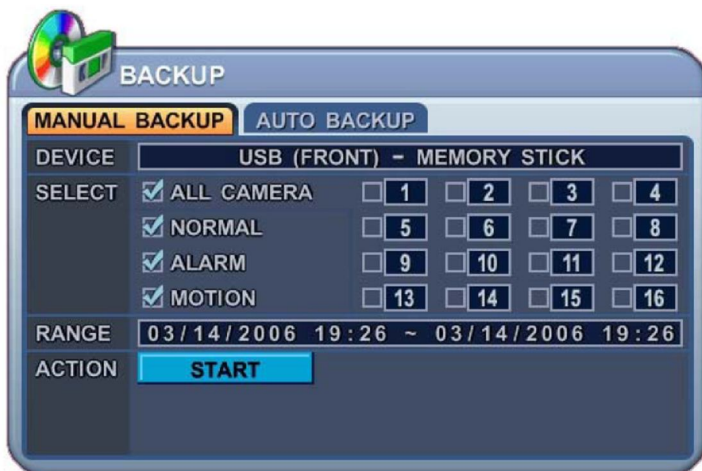 BACKUP
MANUAL BACKUP AUTO BACKUP
DEVICE USB (FRONT) - MEMORY STICK
SELECT ALL CAMERA 1 2 3 4
NORMAL 5 6 7 8
ALARM 9 10 11 12
MOTION 13 14 15 16
RANGE 03/14/2006 19:26 ~ 03/14/2006 19:26
ACTION START